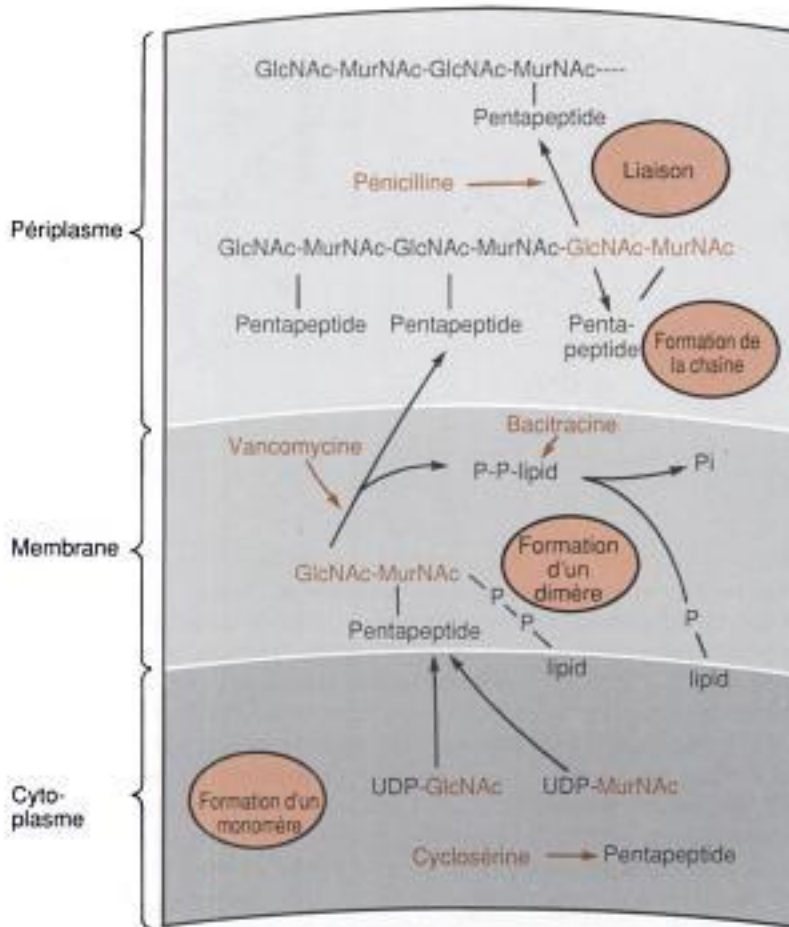 GlcNAc-MurNAc-GlcNAc-MurNAc----
Pentapeptide
Pénicilline
Liaison
Périplasme
GlcNAc-MurNAc-GlcNAc-MurNAc-GlcNAc-MurNAc
Pentapeptide
Pentapeptide
Penta-
peptide
Formation de
la chaîne
Bacitracine
Vancomycine
P-P-lipid
Pi
Membrane
Formation
d'un
dimère
GlcNAc-MurNAc
P
P
Pentapeptide
lipid
P
lipid
Cyto-
plasme
UDP-GlcNAc
UDP-MurNAc
Formation d'un
monomère
Cyclosérine
Pentapeptide